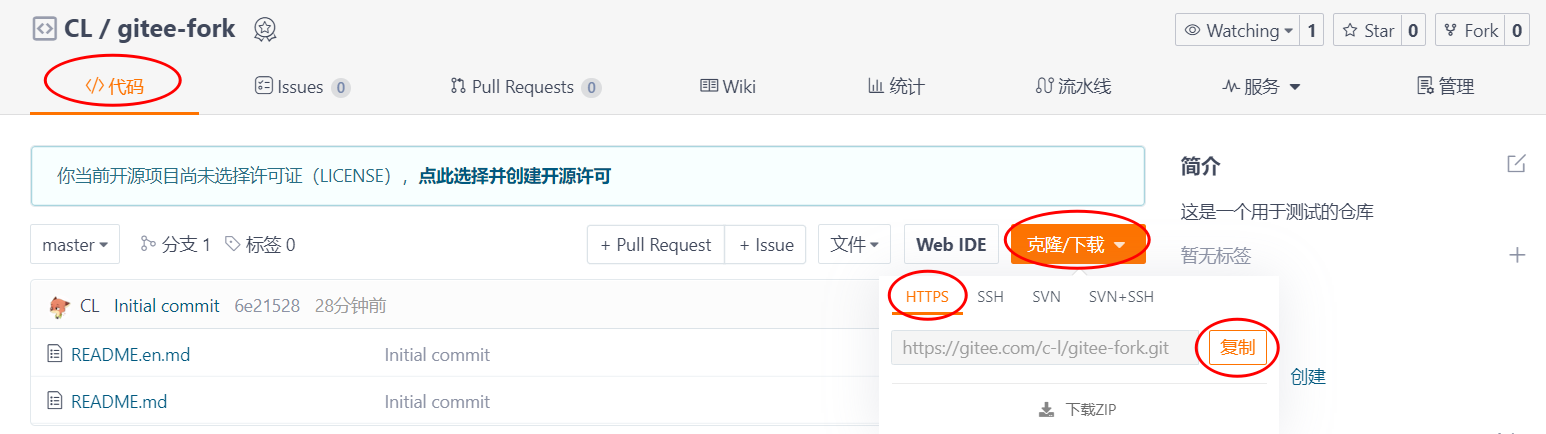 CL / gitee-fork
Watching 1 Star 0 Fork 0
代码 Issues 0 Pull Requests 0 Wiki 统计 流水线 服务 管理
你当前开源项目尚未选择许可证（LICENSE），点此选择并创建开源许可
简介
这是一个用于测试的仓库
暂无标签
master 分支 1 标签 0 + Pull Request + Issue 文件 Web IDE 克隆/下载
CL Initial commit 6e21528 28分钟前
README.en.md Initial commit
README.md Initial commit
HTTPS SSH SVN SVN+SSH
https://gitee.com/c-l/gitee-fork.git 复制
下载ZIP
创建